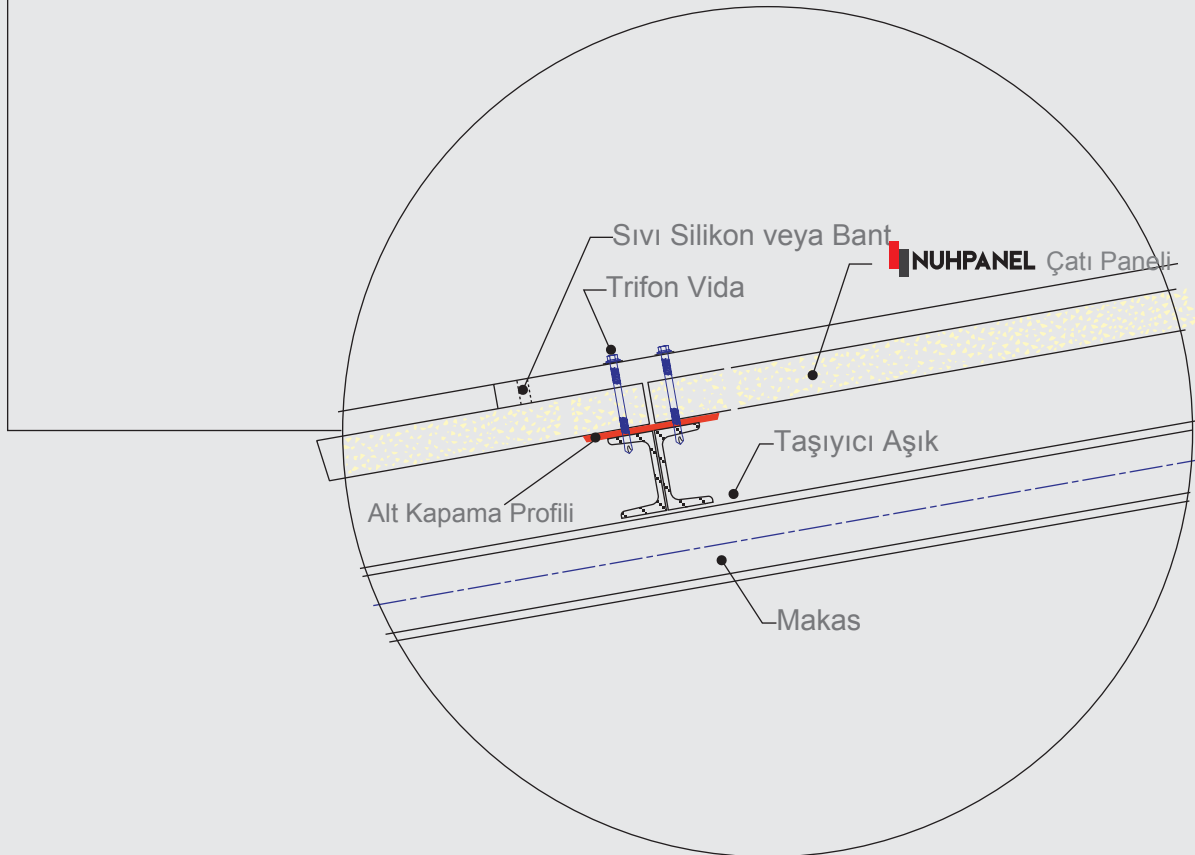 Sıvı Silikon veya Bant
NUHPANEL Çatı Paneli
Trifon Vida
Taşıyıcı Aşık
Alt Kapama Profili
Makas